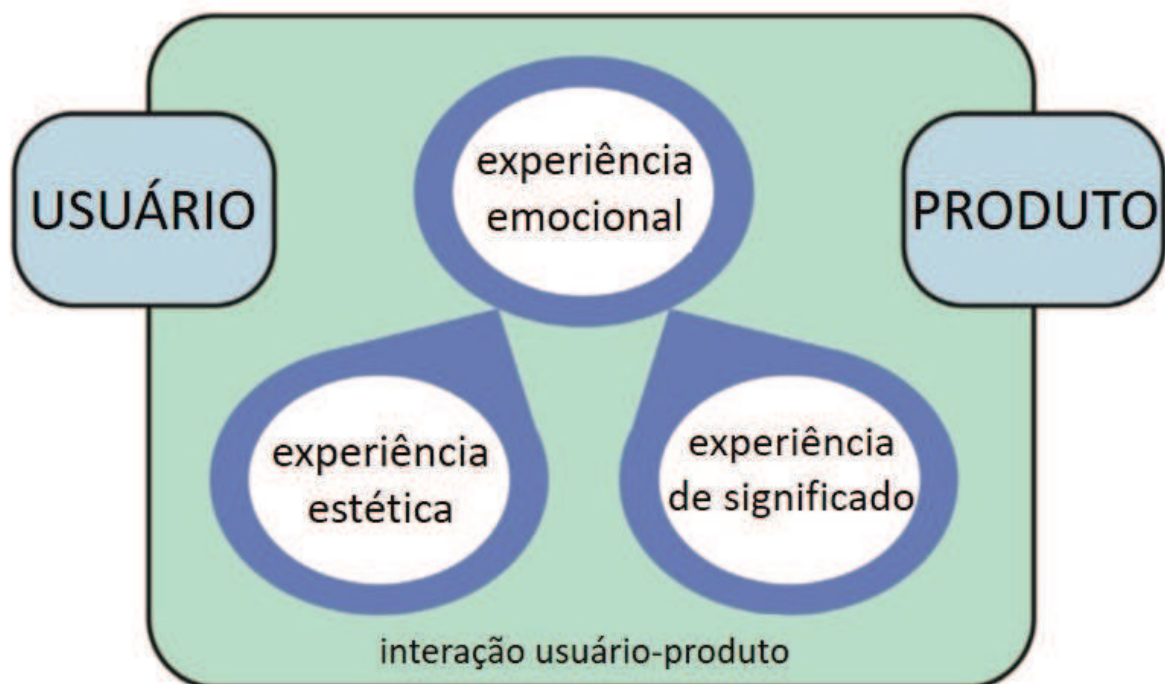 experiência
emocional
USUÁRIO
PRODUTO
experiência
estética
experiência
de significado
interação usuário-produto